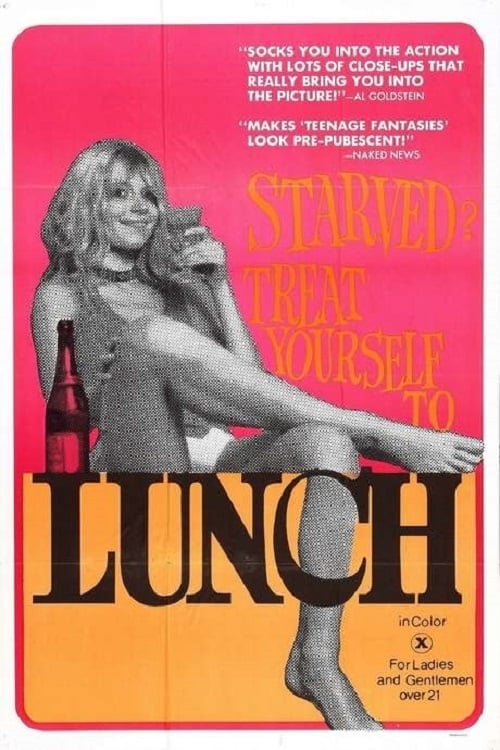 "SOCKS YOU INTO THE ACTION
WITH LOTS OF CLOSE-UPS THAT
REALLY BRING YOU INTO
THE PICTURE!"—AL GOLDSTEIN
"MAKES 'TEENAGE FANTASIES'
LOOK PRE-PUBESCENT!"
—NAKED NEWS
STARVED?
TREAT
YOURSELF
TO
LUNCH
in Color
X
For Ladies
and Gentlemen
over 21